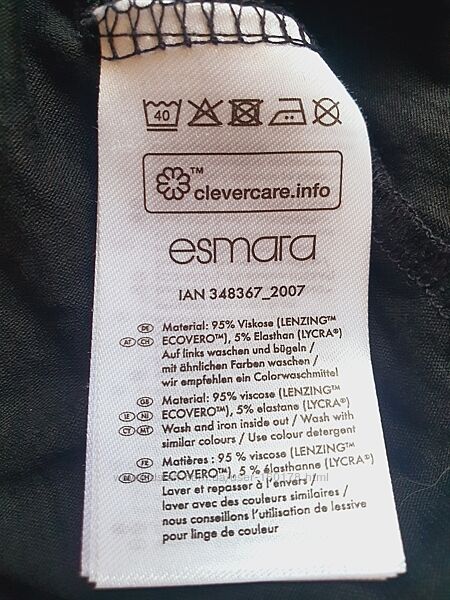 40
clevercare.info™
esmara
IAN 348367_2007
DE AT CH Material: 95% Viskose (LENZING™
ECOVERO™), 5% Elasthan (LYCRA®)
Auf links waschen und bügeln /
mit ähnlichen Farben waschen /
wir empfehlen ein Colorwaschmittel
GB IE NI CY MT Material: 95% viscose (LENZING™
ECOVERO™), 5% elastane (LYCRA®)
Wash and iron inside out / Wash with
similar colours / Use colour detergent
FR BE CH Matières : 95 % viscose (LENZING™
ECOVERO™), 5 % élasthanne (LYCRA®)
Laver et repasser à l'envers /
laver avec des couleurs similaires /
nous conseillons l'utilisation de lessive
pour linge de couleur